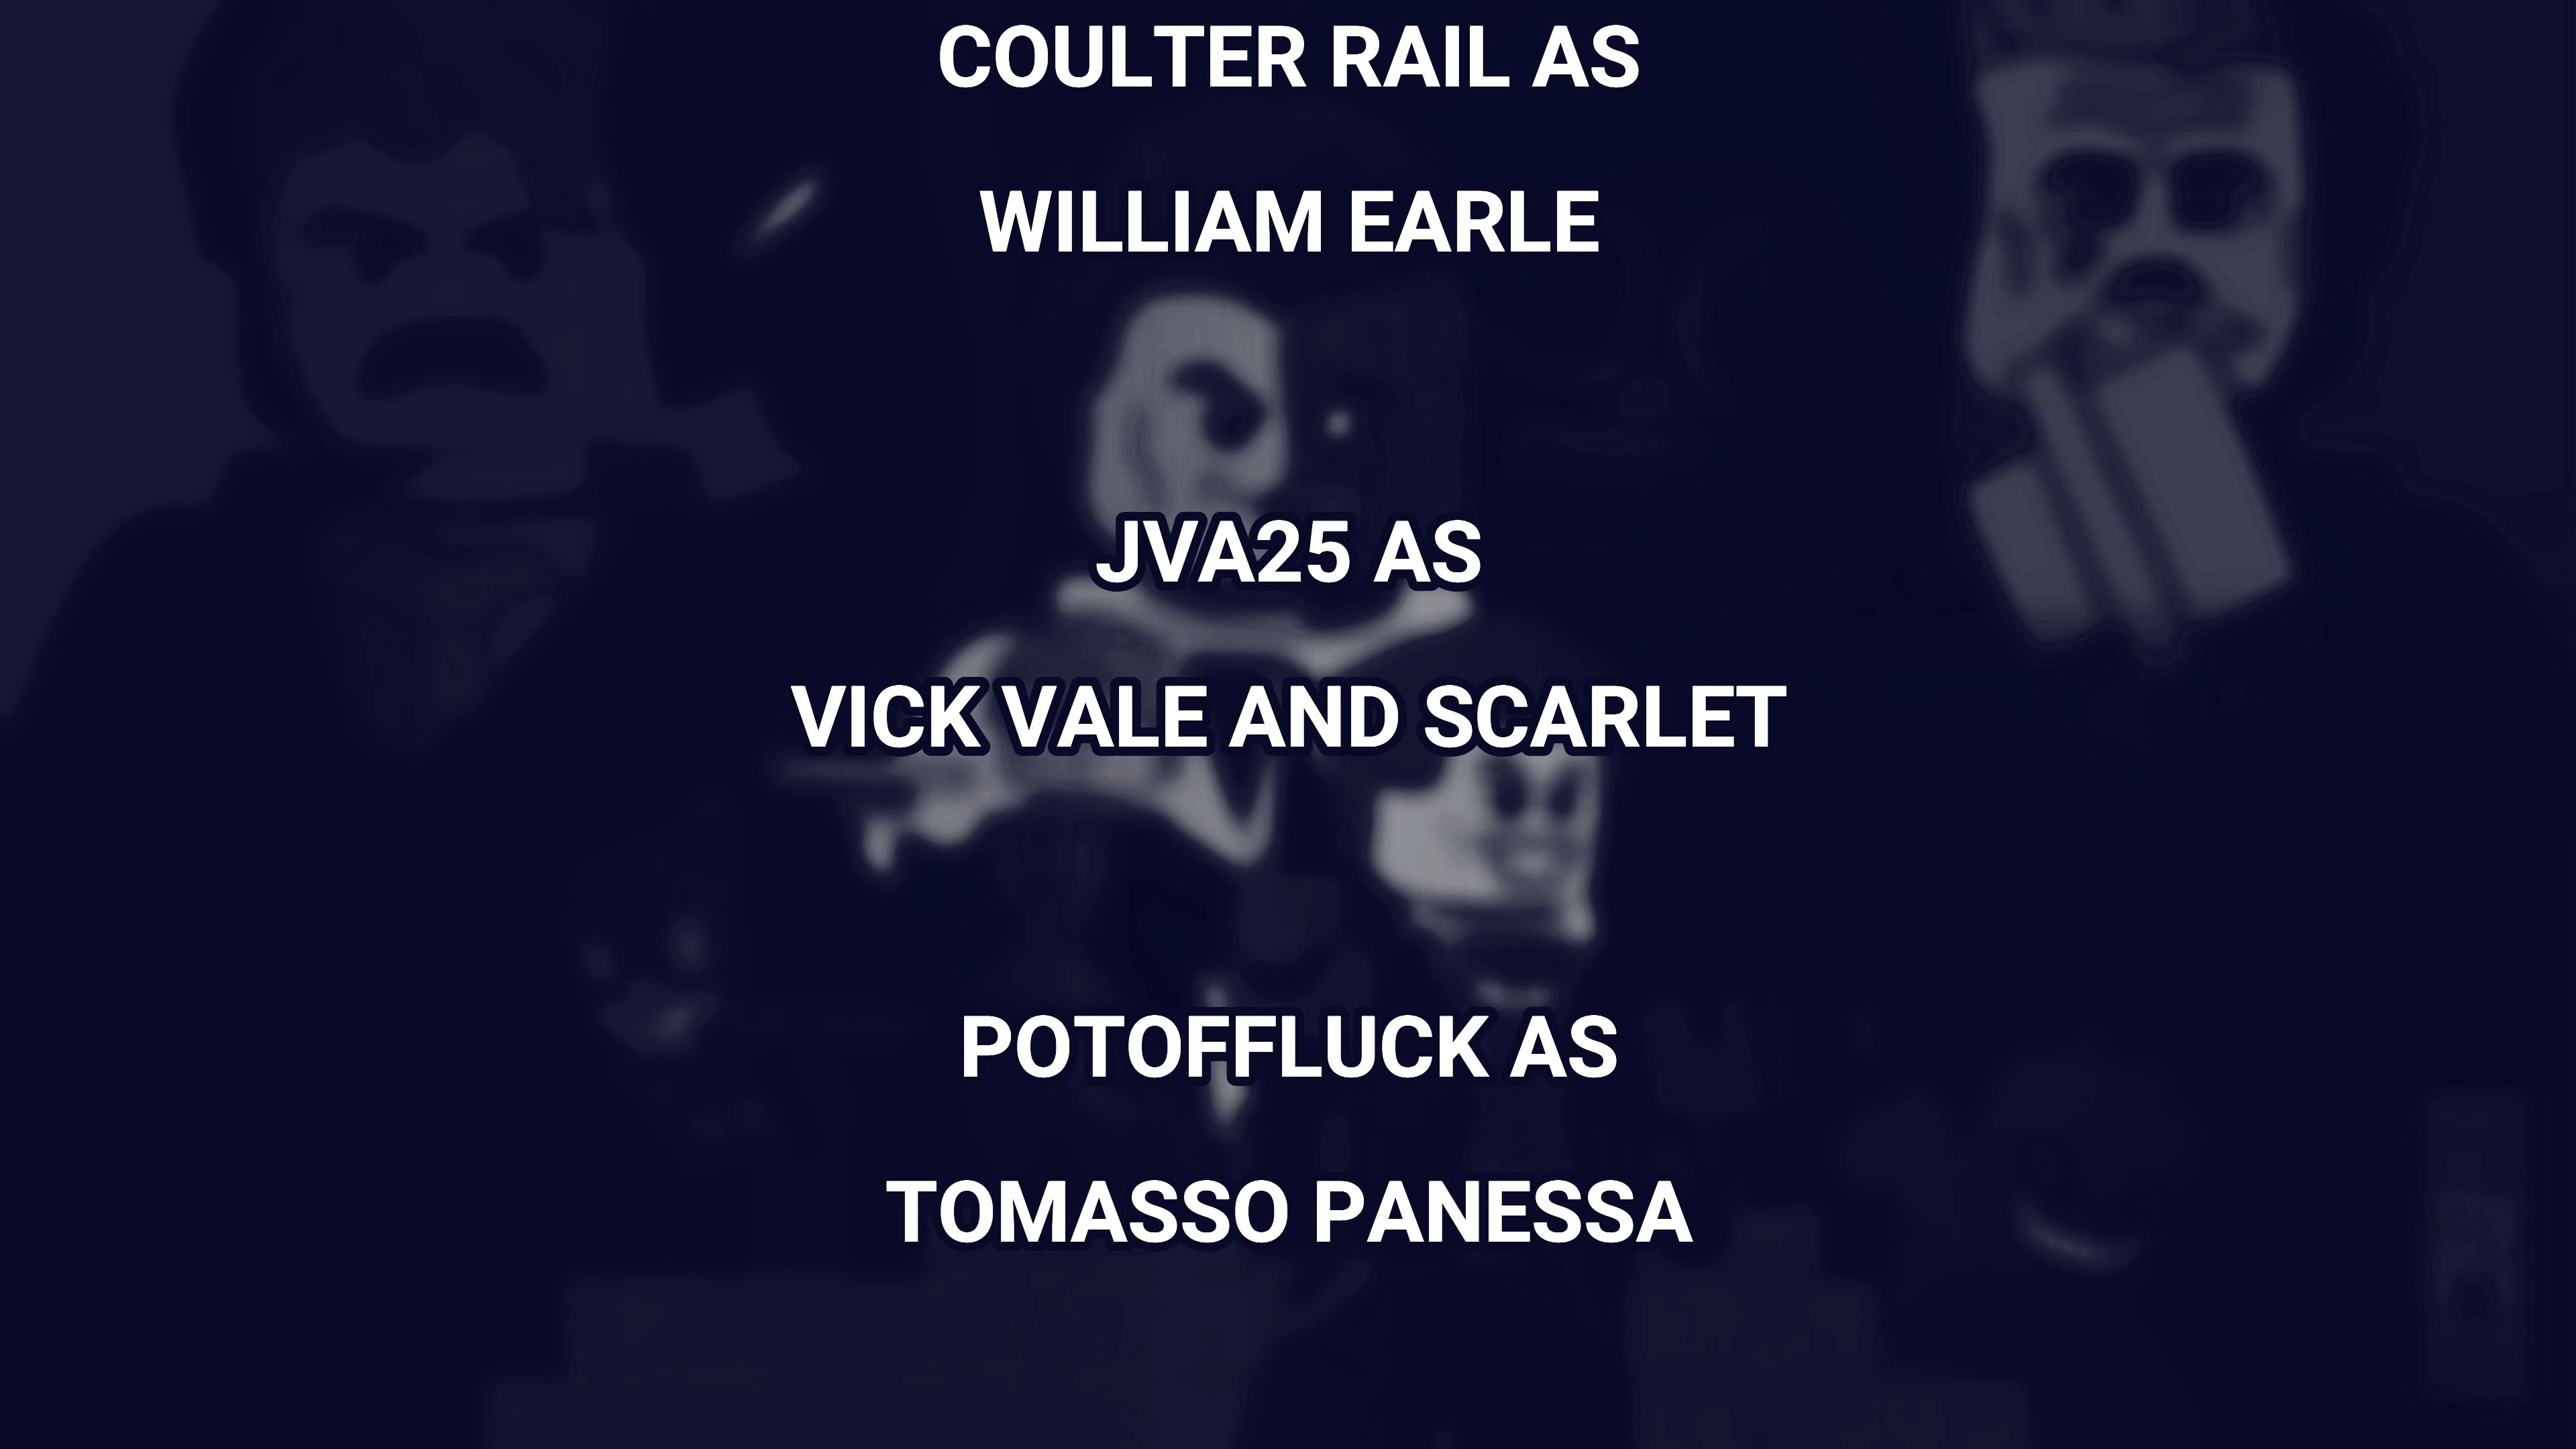 COULTER RAIL AS
WILLIAM EARLE
JVA25 AS
VICK VALE AND SCARLET
POTOFFLUCK AS
TOMASSO PANESSA